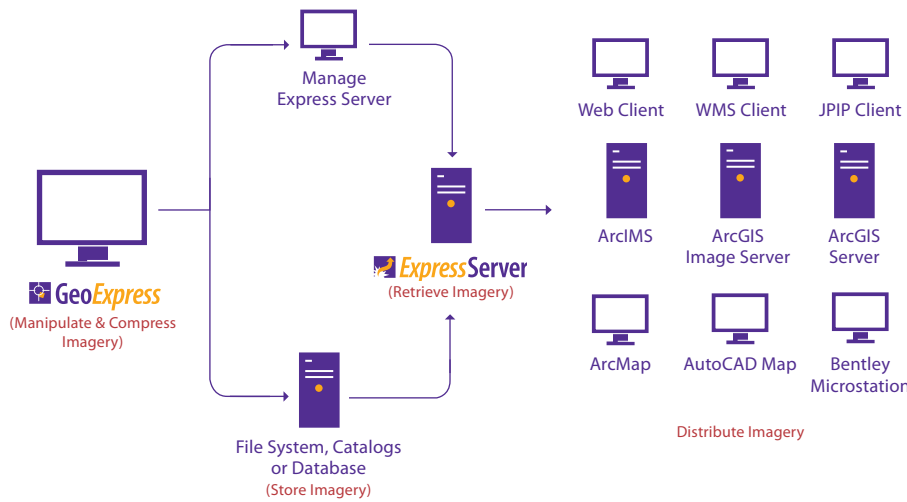 Manage
Express Server
GeoExpress
(Manipulate & Compress
Imagery)
File System, Catalogs
or Database
(Store Imagery)
ExpressServer
(Retrieve Imagery)
Web Client
WMS Client
JPIP Client
ArcIMS
ArcGIS
Image Server
ArcGIS
Server
ArcMap
AutoCAD Map
Bentley
Microstation
Distribute Imagery